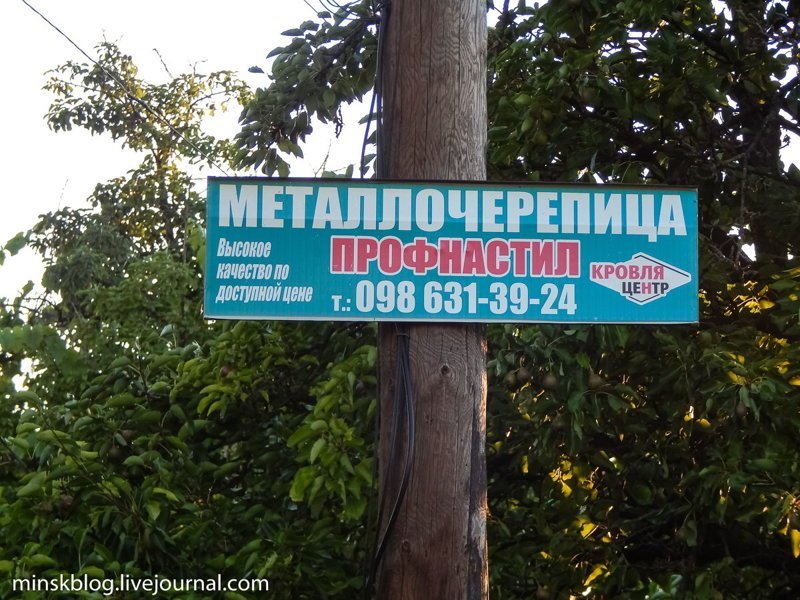 МЕТАЛЛОЧЕРЕПИЦА
Высокое
качество по
доступной цене
ПРОФНАСТИЛ
т.: 098 631-39-24
КРОВЛЯ
ЦЕНТР
minskblog.livejournal.com